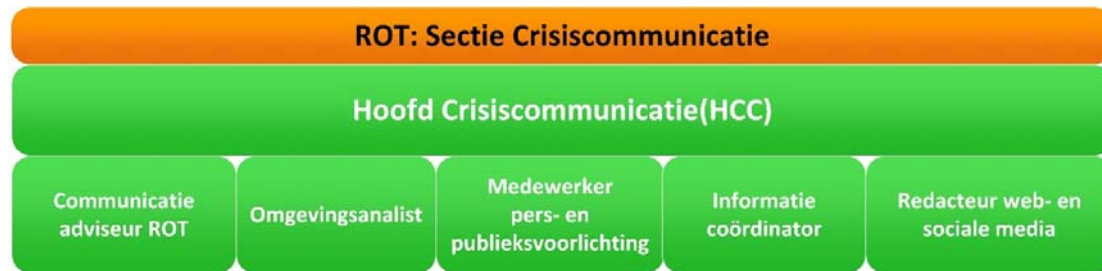 ROT: Sectie Crisiscommunicatie
Hoofd Crisiscommunicatie(HCC)
Communicatie
adviseur ROT
Omgevingsanalist
Medewerker
pers- en
publieksvoorlichting
Informatie
coördinator
Redacteur web- en
sociale media